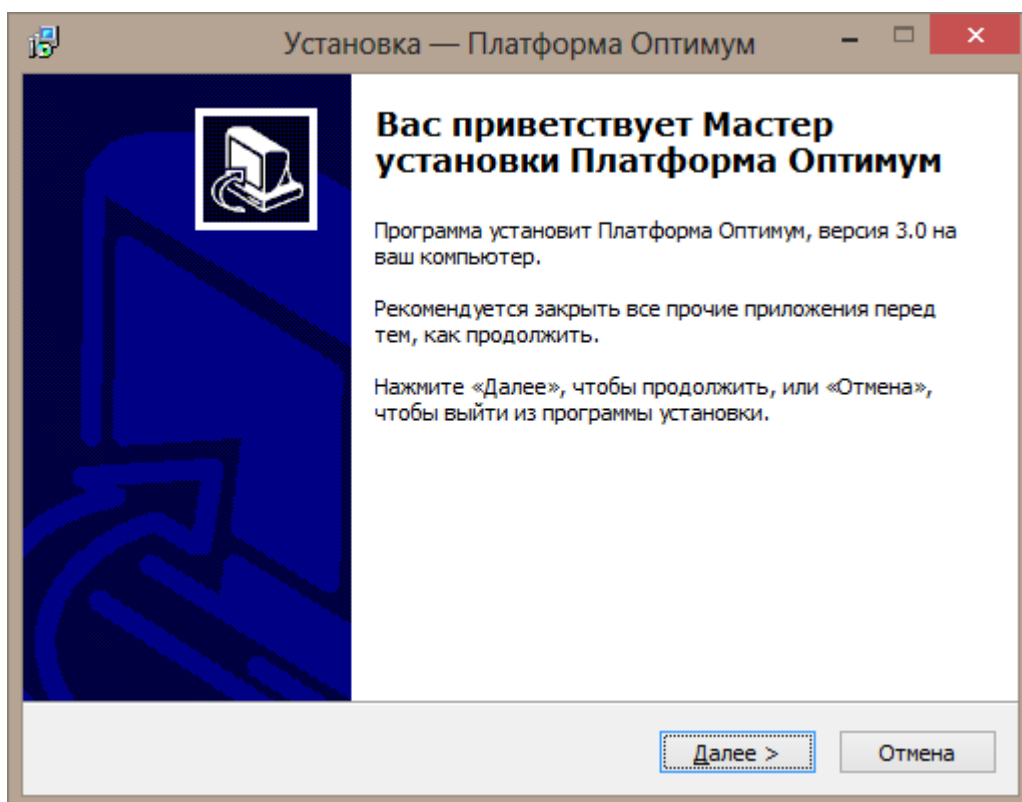 Установка — Платформа Оптимум
Вас приветствует Мастер
установки Платформа Оптимум
Программа установит Платформа Оптимум, версия 3.0 на
ваш компьютер.
Рекомендуется закрыть все прочие приложения перед
тем, как продолжить.
Нажмите «Далее», чтобы продолжить, или «Отмена»,
чтобы выйти из программы установки.
Далее >
Отмена